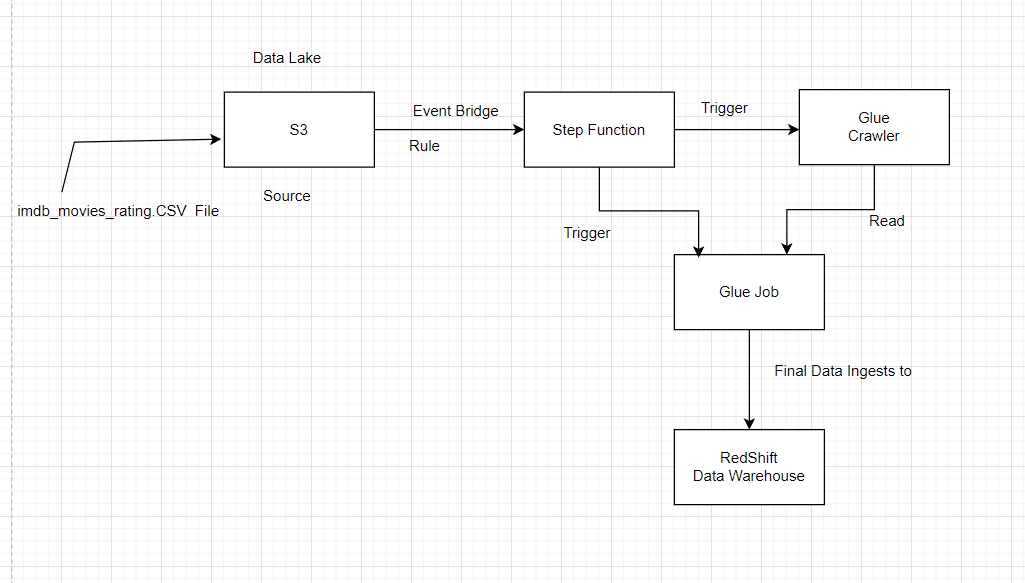 Data Lake
S3
Event Bridge
Rule
Step Function
Trigger
Glue
Crawler
Source
imdb_movies_rating.CSV  File
Trigger
Read
Glue Job
Final Data Ingests to
RedShift
Data Warehouse